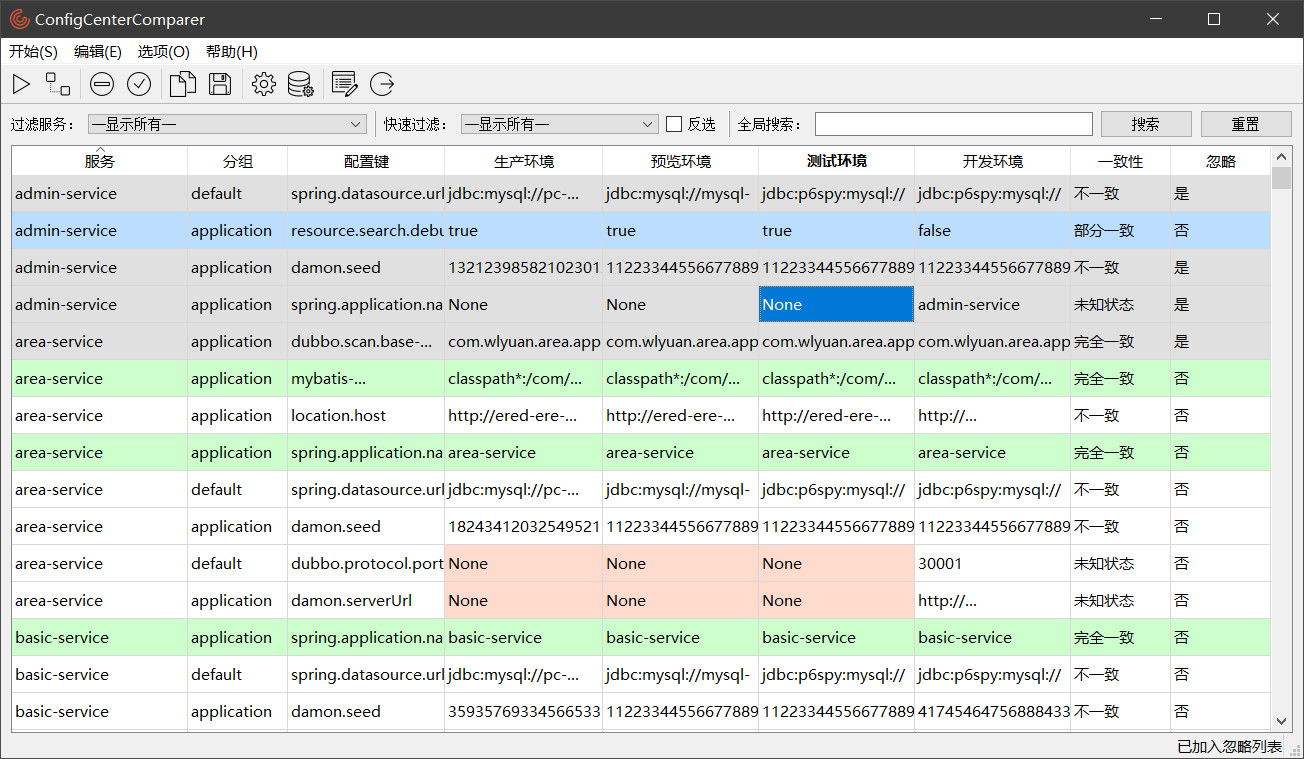 ConfigCenterComparer
开始(S) 编辑(E) 选项(O) 帮助(H)
过滤服务： —显示所有— 快速过滤： —显示所有— 反选 全局搜索： 搜索 重置
服务 分组 配置键 生产环境 预览环境 测试环境 开发环境 一致性 忽略
admin-service default spring.datasource.url jdbc:mysql://pc-... jdbc:mysql://mysql- jdbc:p6spy:mysql:// jdbc:p6spy:mysql:// 不一致 是
admin-service application resource.search.debu true true true false 部分一致 否
admin-service application damon.seed 13212398582102301 11223344556677889 11223344556677889 11223344556677889 不一致 是
admin-service application spring.application.na None None None admin-service 未知状态 是
area-service application dubbo.scan.base-... com.wlyuan.area.app com.wlyuan.area.app com.wlyuan.area.app com.wlyuan.area.app 完全一致 是
area-service application mybatis-... classpath*:/com/... classpath*:/com/... classpath*:/com/... classpath*:/com/... 完全一致 否
area-service application location.host http://ered-ere-... http://ered-ere-... http://ered-ere-... http://... 不一致 否
area-service application spring.application.na area-service area-service area-service area-service 完全一致 否
area-service default spring.datasource.url jdbc:mysql://pc-... jdbc:mysql://mysql- jdbc:p6spy:mysql:// jdbc:p6spy:mysql:// 不一致 否
area-service application damon.seed 18243412032549521 11223344556677889 11223344556677889 11223344556677889 不一致 否
area-service default dubbo.protocol.port None None None 30001 未知状态 否
area-service application damon.serverUrl None None None http://... 未知状态 否
basic-service application spring.application.na basic-service basic-service basic-service basic-service 完全一致 否
basic-service default spring.datasource.url jdbc:mysql://pc-... jdbc:mysql://mysql- jdbc:p6spy:mysql:// jdbc:p6spy:mysql:// 不一致 否
basic-service application damon.seed 35935769334566533 11223344556677889 11223344556677889 41745464756888433 不一致 否
已加入忽略列表